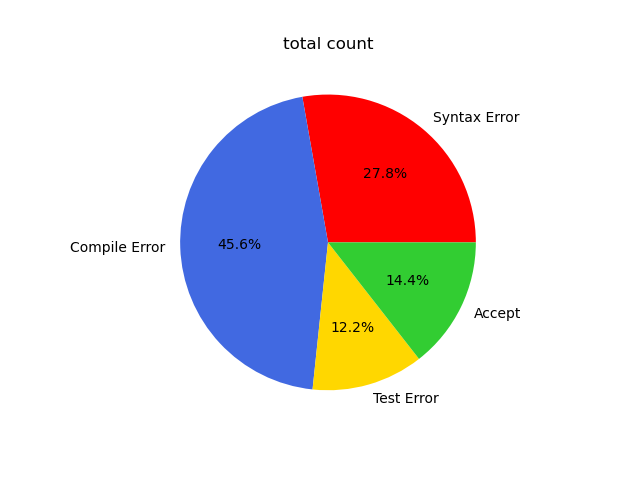 total count
Syntax Error
27.8%
45.6%
Compile Error
14.4%
Accept
12.2%
Test Error